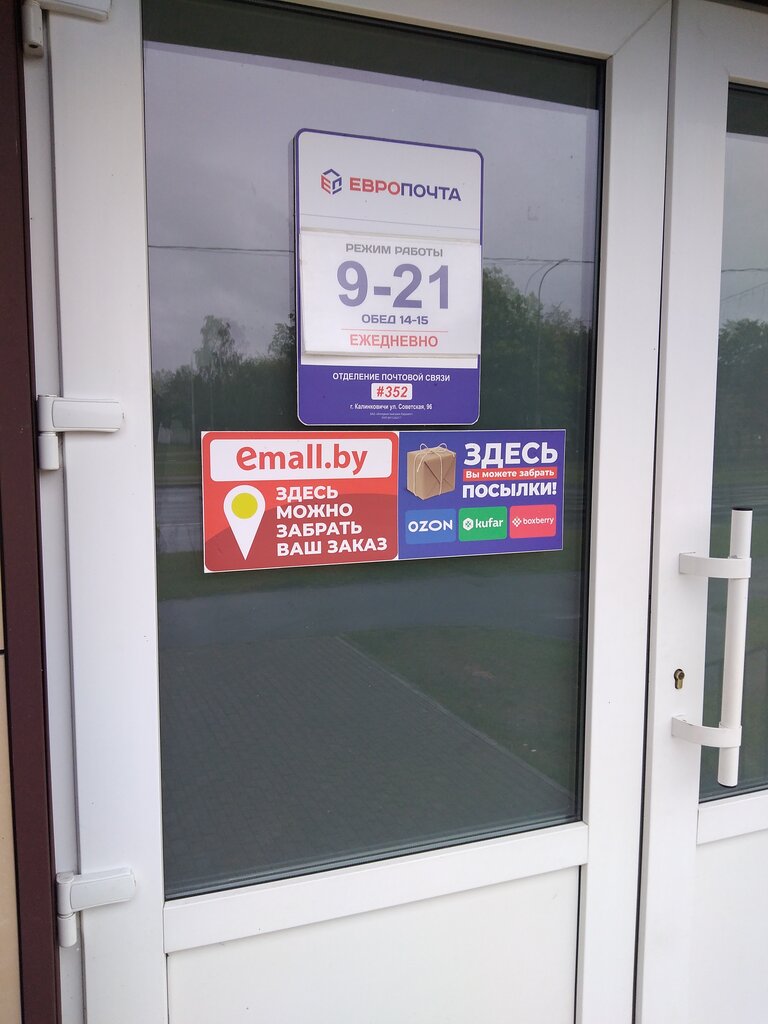 ЕП ЕВРОПОЧТА
РЕЖИМ РАБОТЫ
9-21
ОБЕД 14-15
ЕЖЕДНЕВНО
ОТДЕЛЕНИЕ ПОЧТОВОЙ СВЯЗИ
#352
г. Калинковичи ул. Советская, 96
emall.by
ЗДЕСЬ
МОЖНО
ЗАБРАТЬ
ВАШ ЗАКАЗ
ЗДЕСЬ
Вы можете забрать
ПОСЫЛКИ!
OZON
kufar
boxberry